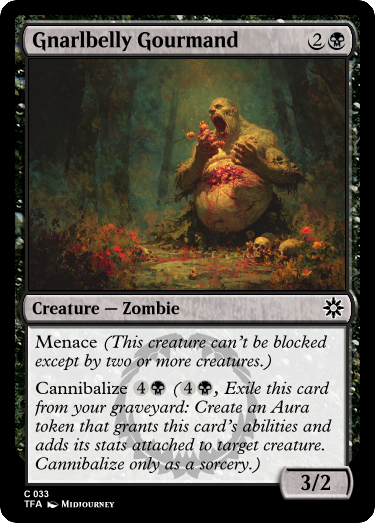 Gnarlbelly Gourmand 2
Creature — Zombie
Menace (This creature can't be blocked
except by two or more creatures.)
Cannibalize 4 (4, Exile this card
from your graveyard: Create an Aura
token that grants this card's abilities and
adds its stats attached to target creature.
Cannibalize only as a sorcery.)
3/2
C 033
TFA Midjourney